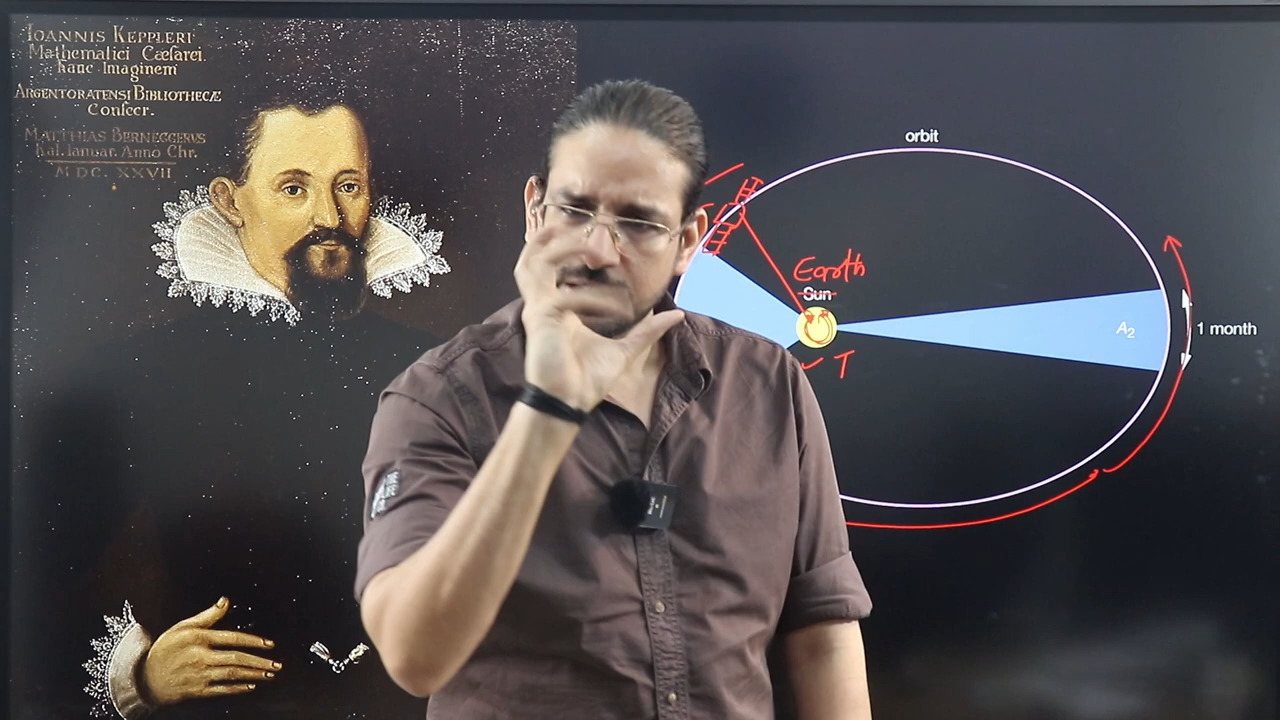 IOANNIS KEPPLERI
Mathematici Cæsarei.
hanc Imaginem
ARGENTORATENSI BIBLIOTHECÆ
Consecr.
MATTHIAS BERNEGGERVS
Kal. Ianuar. Anno Chr.
M DC. XXVII
orbit
Earth
Sun
A2
1 month
T